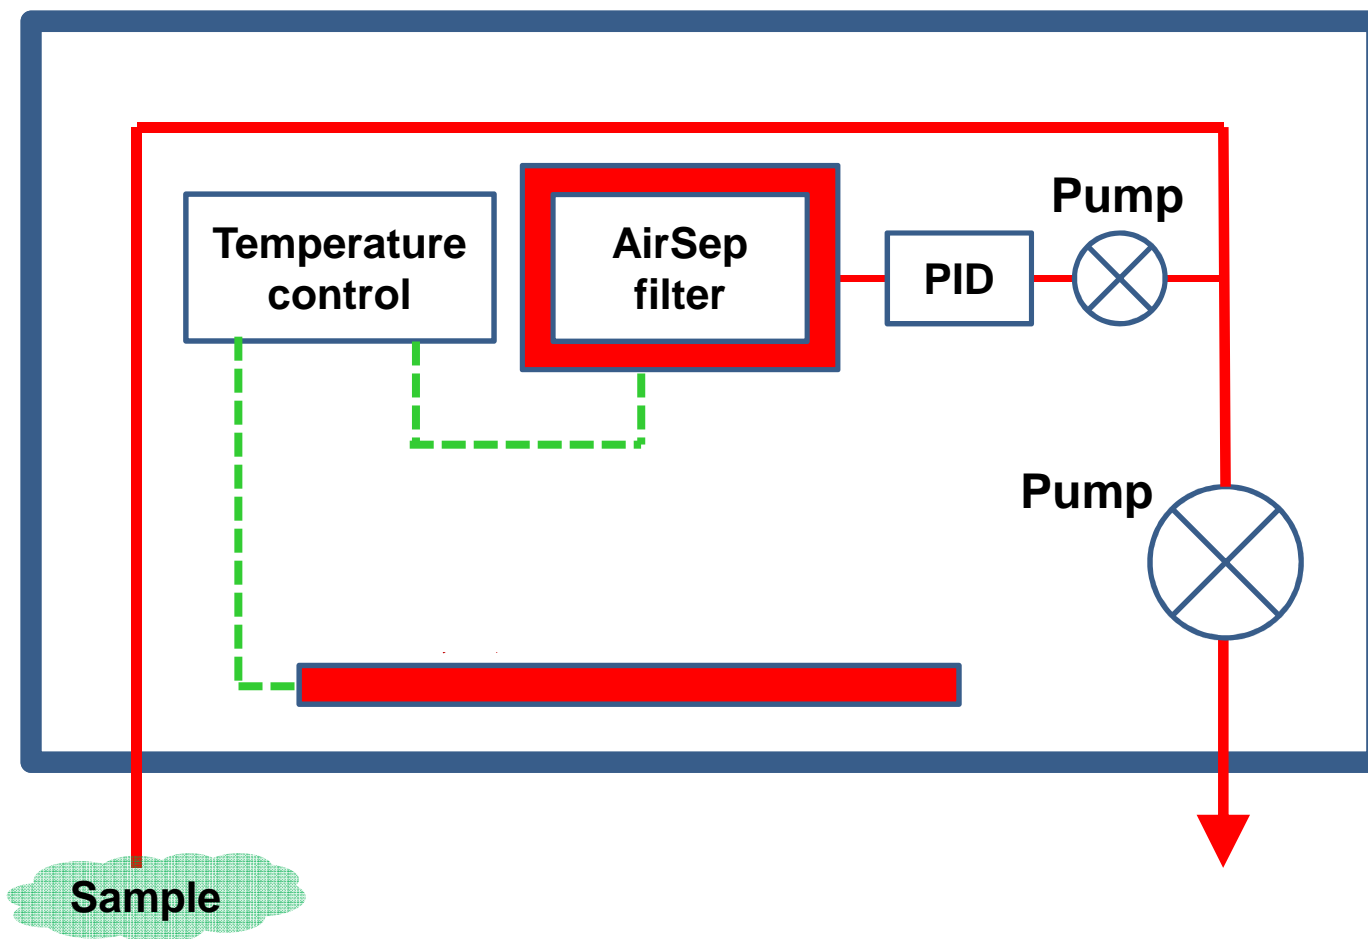 Temperature
control
AirSep
filter
PID
Pump
Pump
Sample